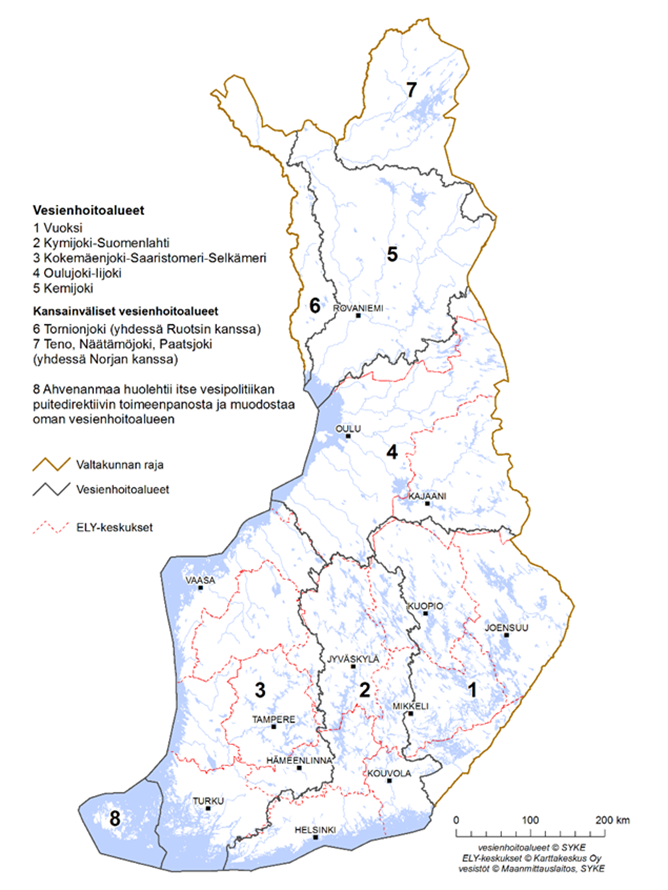 7
Vesienhoitoalueet
1 Vuoksi
2 Kymijoki-Suomenlahti
3 Kokemäenjoki-Saaristomeri-Selkämeri
4 Oulujoki-Iijoki
5 Kemijoki
Kansainväliset vesienhoitoalueet
6 Tornionjoki (yhdessä Ruotsin kanssa)
7 Teno, Näätämöjoki, Paatsjoki
(yhdessä Norjan kanssa)
8 Ahvenanmaa huolehtii itse vesipolitiikan
puitedirektiivin toimeenpanosta ja muodostaa
oman vesienhoitoalueen
Valtakunnan raja
Vesienhoitoalueet
ELY-keskukset
5
6
ROVANIEMI
OULU
4
KAJAANI
VAASA
KUOPIO
JOENSUU
JYVÄSKYLÄ
3
2
1
MIKKELI
TAMPERE
HÄMEENLINNA
KOUVOLA
TURKU
8
HELSINKI
0 50 100 200 km
vesienhoitoalueet © SYKE
ELY-keskukset © Karttakeskus Oy
vesistöt © Maanmittauslaitos, SYKE